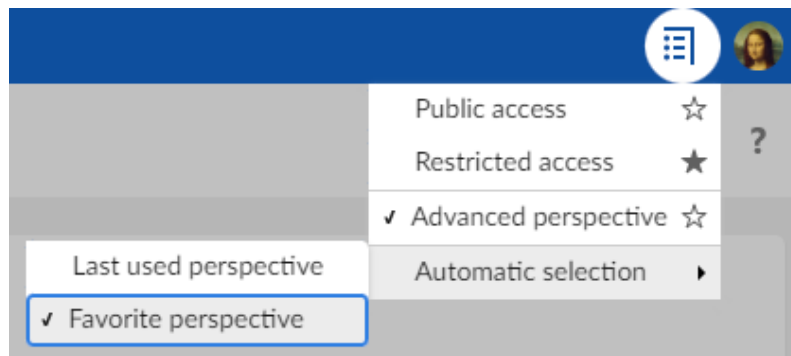 Public access
?
Restricted access
Advanced perspective
Last used perspective
Automatic selection
Favorite perspective